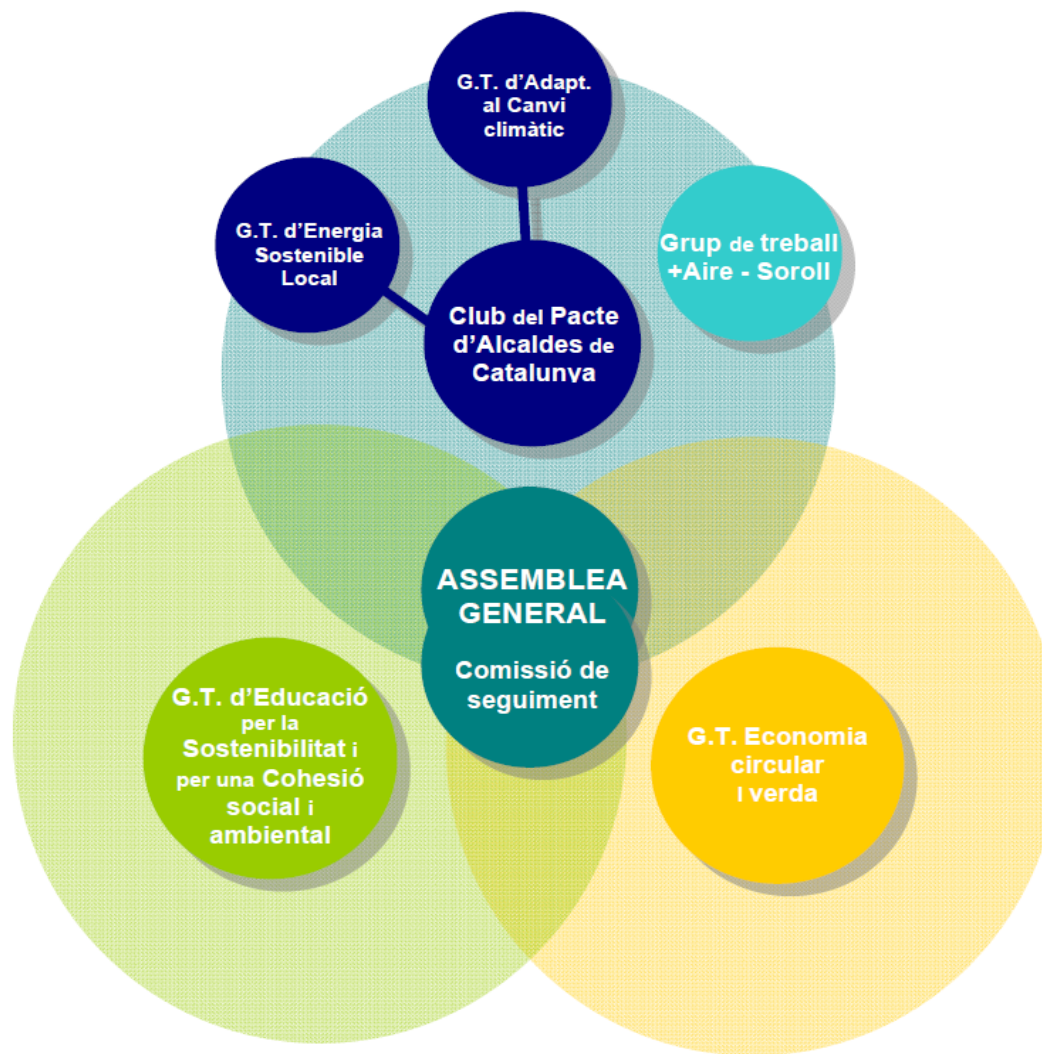 G.T. d'Adapt.
al Canvi
climàtic
G.T. d'Energia
Sostenible
Local
Grup de treball
+Aire - Soroll
Club del Pacte
d'Alcaldes de
Catalunya
ASSEMBLEA
GENERAL
Comissió de
seguiment
G.T. d'Educació
per la
Sostenibilitat i
per una Cohesió
social i
ambiental
G.T. Economia
circular
I verda